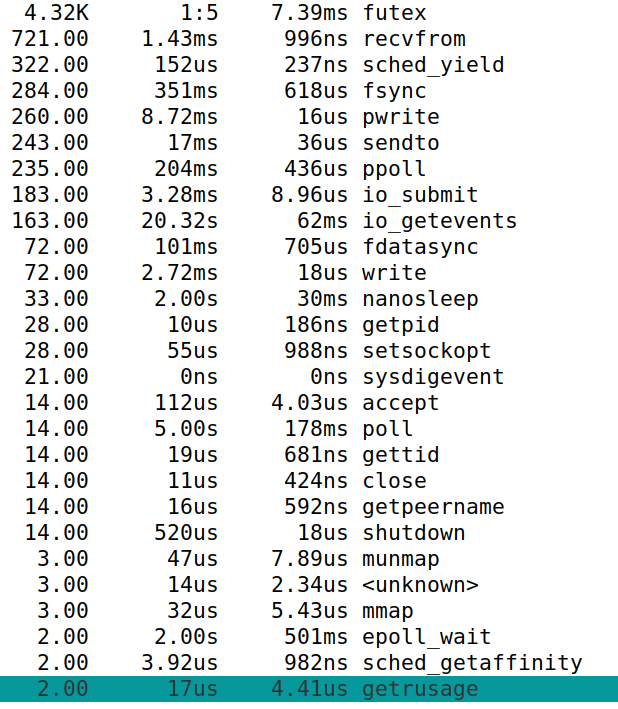 4.32K 1:5 7.39ms futex
721.00 1.43ms 996ns recvfrom
322.00 152us 237ns sched_yield
284.00 351ms 618us fsync
260.00 8.72ms 16us pwrite
243.00 17ms 36us sendto
235.00 204ms 436us ppoll
183.00 3.28ms 8.96us io_submit
163.00 20.32s 62ms io_getevents
72.00 101ms 705us fdatasync
72.00 2.72ms 18us write
33.00 2.00s 30ms nanosleep
28.00 10us 186ns getpid
28.00 55us 988ns setsockopt
21.00 0ns 0ns sysdigevent
14.00 112us 4.03us accept
14.00 5.00s 178ms poll
14.00 19us 681ns gettid
14.00 11us 424ns close
14.00 16us 592ns getpeername
14.00 520us 18us shutdown
3.00 47us 7.89us munmap
3.00 14us 2.34us <unknown>
3.00 32us 5.43us mmap
2.00 2.00s 501ms epoll_wait
2.00 3.92us 982ns sched_getaffinity
2.00 17us 4.41us getrusage